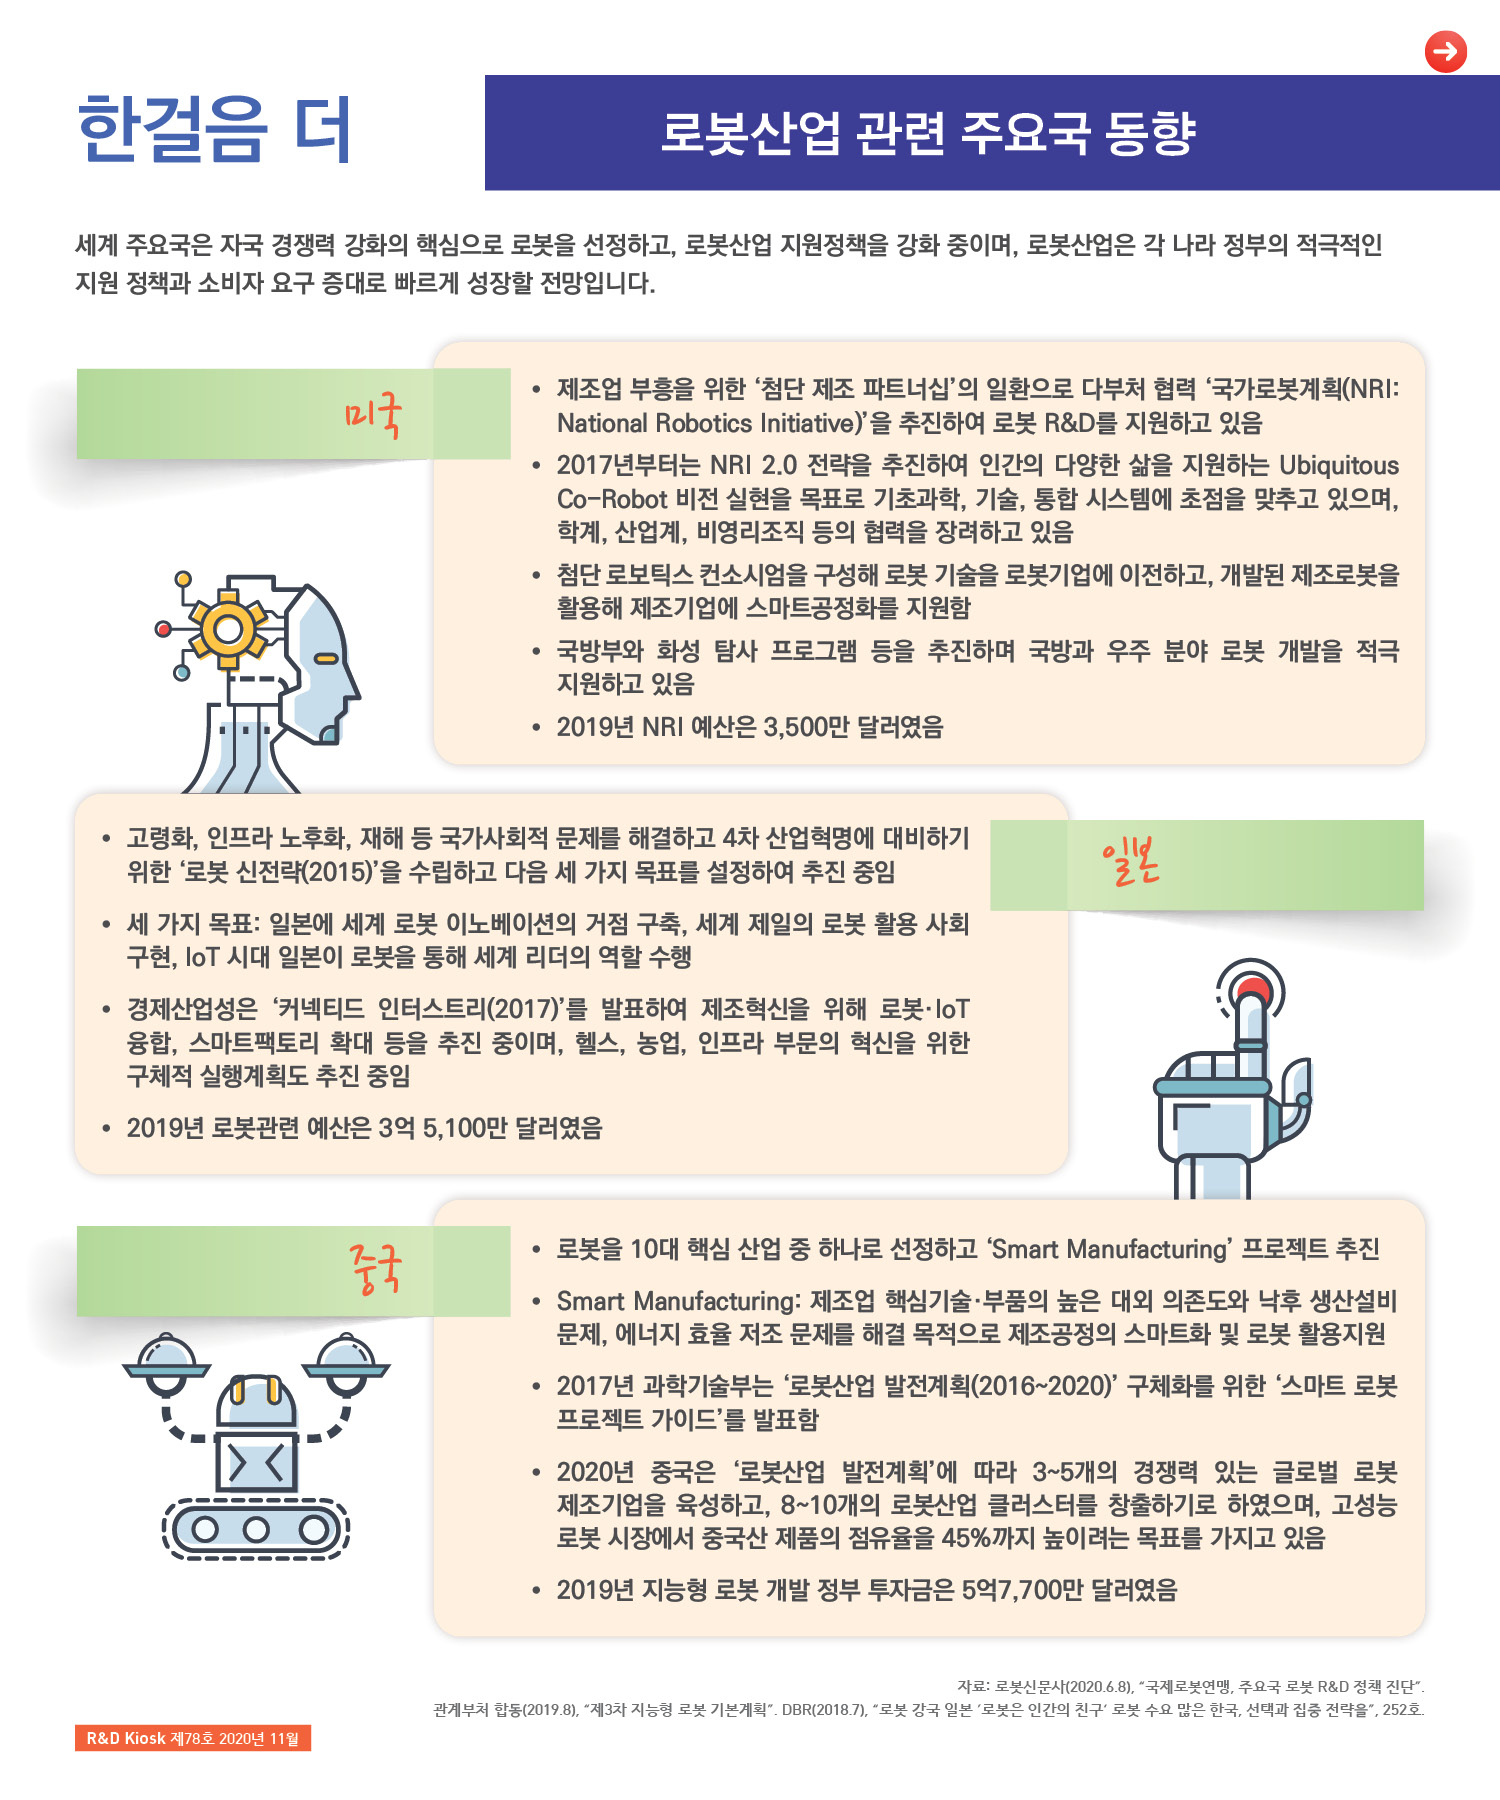 한걸음 더
로봇산업 관련 주요국 동향
세계 주요국은 자국 경쟁력 강화의 핵심으로 로봇을 선정하고, 로봇산업 지원정책을 강화 중이며, 로봇산업은 각 나라 정부의 적극적인
지원 정책과 소비자 요구 증대로 빠르게 성장할 전망입니다.
미국
• 제조업 부흥을 위한 ‘첨단 제조 파트너십’의 일환으로 다부처 협력 ‘국가로봇계획(NRI:
National Robotics Initiative)’을 추진하여 로봇 R&D를 지원하고 있음
• 2017년부터는 NRI 2.0 전략을 추진하여 인간의 다양한 삶을 지원하는 Ubiquitous
Co-Robot 비전 실현을 목표로 기초과학, 기술, 통합 시스템에 초점을 맞추고 있으며,
학계, 산업계, 비영리조직 등의 협력을 장려하고 있음
• 첨단 로보틱스 컨소시엄을 구성해 로봇 기술을 로봇기업에 이전하고, 개발된 제조로봇을
활용해 제조기업에 스마트공정화를 지원함
• 국방부와 화성 탐사 프로그램 등을 추진하며 국방과 우주 분야 로봇 개발을 적극
지원하고 있음
• 2019년 NRI 예산은 3,500만 달러였음
일본
• 고령화, 인프라 노후화, 재해 등 국가사회적 문제를 해결하고 4차 산업혁명에 대비하기
위한 ‘로봇 신전략(2015)’을 수립하고 다음 세 가지 목표를 설정하여 추진 중임
• 세 가지 목표: 일본에 세계 로봇 이노베이션의 거점 구축, 세계 제일의 로봇 활용 사회
구현, IoT 시대 일본이 로봇을 통해 세계 리더의 역할 수행
• 경제산업성은 ‘커넥티드 인터스트리(2017)’를 발표하여 제조혁신을 위해 로봇·IoT
융합, 스마트팩토리 확대 등을 추진 중이며, 헬스, 농업, 인프라 부문의 혁신을 위한
구체적 실행계획도 추진 중임
• 2019년 로봇관련 예산은 3억 5,100만 달러였음
중국
• 로봇을 10대 핵심 산업 중 하나로 선정하고 ‘Smart Manufacturing’ 프로젝트 추진
• Smart Manufacturing: 제조업 핵심기술·부품의 높은 대외 의존도와 낙후 생산설비
문제, 에너지 효율 저조 문제를 해결 목적으로 제조공정의 스마트화 및 로봇 활용지원
• 2017년 과학기술부는 ‘로봇산업 발전계획(2016~2020)’ 구체화를 위한 ‘스마트 로봇
프로젝트 가이드’를 발표함
• 2020년 중국은 ‘로봇산업 발전계획’에 따라 3~5개의 경쟁력 있는 글로벌 로봇
제조기업을 육성하고, 8~10개의 로봇산업 클러스터를 창출하기로 하였으며, 고성능
로봇 시장에서 중국산 제품의 점유율을 45%까지 높이려는 목표를 가지고 있음
• 2019년 지능형 로봇 개발 정부 투자금은 5억7,700만 달러였음
자료: 로봇신문사(2020.6.8), “국제로봇연맹, 주요국 로봇 R&D 정책 진단”.
관계부처 합동(2019.8), “제3차 지능형 로봇 기본계획”. DBR(2018.7), “로봇 강국 일본 ‘로봇은 인간의 친구’ 로봇 수요 많은 한국, 선택과 집중 전략을”, 252호.
R&D Kiosk 제78호 2020년 11월